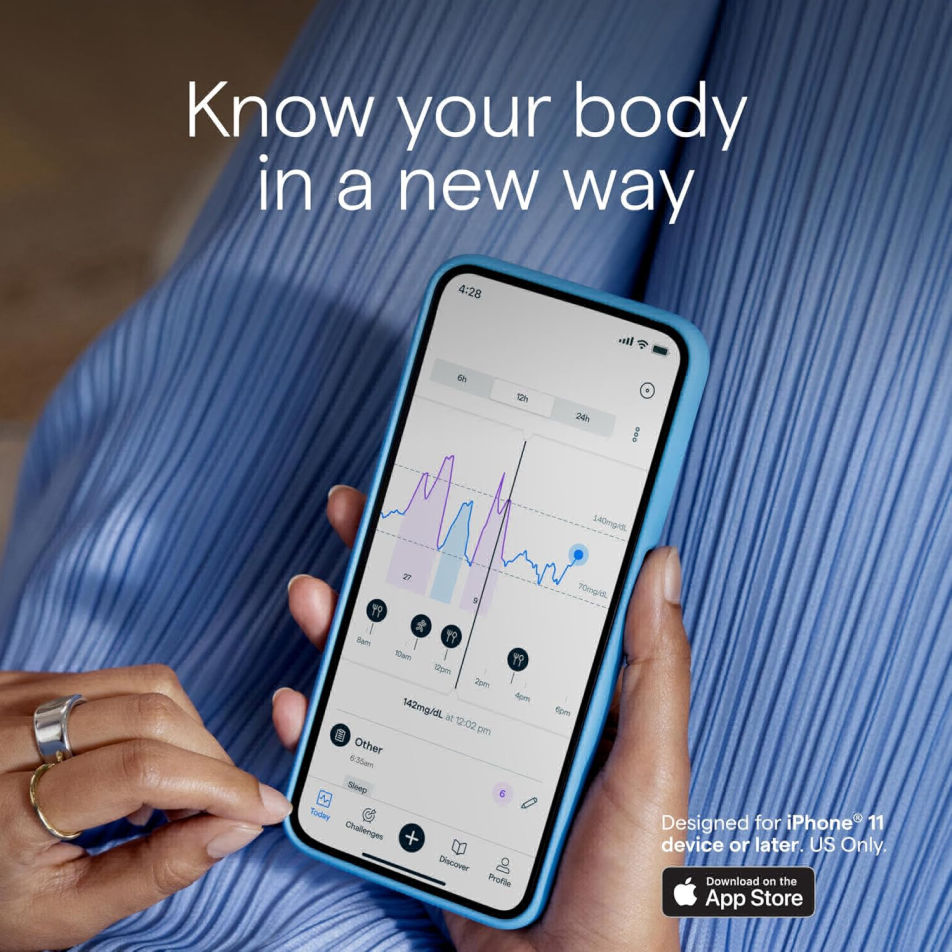 Know your body
in a new way
4:28
6h
12h
24h
140mg/dL
70mg/dL
27
9
8am
10am
12pm
2pm
4pm
6pm
142mg/dL at 12:02 pm
Other
6:35am
6
Sleep
Today
Challenges
Discover
Profile
Designed for iPhone® 11
device or later. US Only.
Download on the
App Store